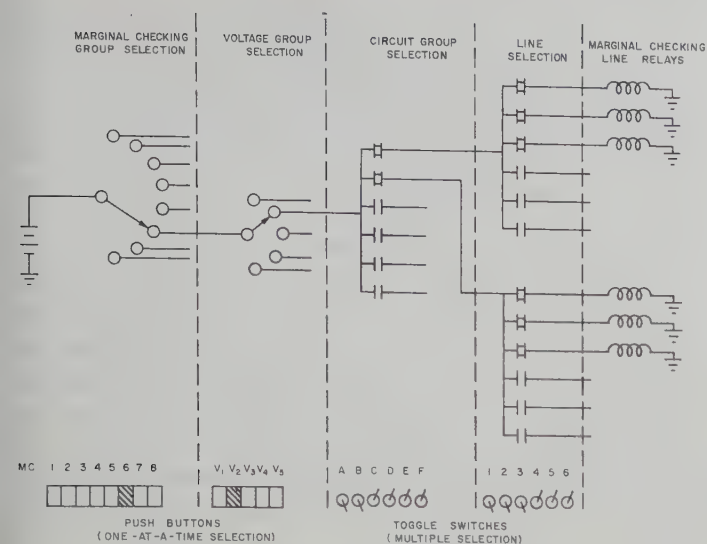 MARGINAL CHECKING
GROUP SELECTION
VOLTAGE GROUP
SELECTION
CIRCUIT GROUP
SELECTION
LINE
SELECTION
MARGINAL CHECKING
LINE RELAYS
MC 1 2 3 4 5 6 7 8
V₁ V₂ V₃ V₄ V₅
A B C D E F
1 2 3 4 5 6
PUSH BUTTONS
(ONE-AT-A-TIME SELECTION)
TOGGLE SWITCHES
(MULTIPLE SELECTION)